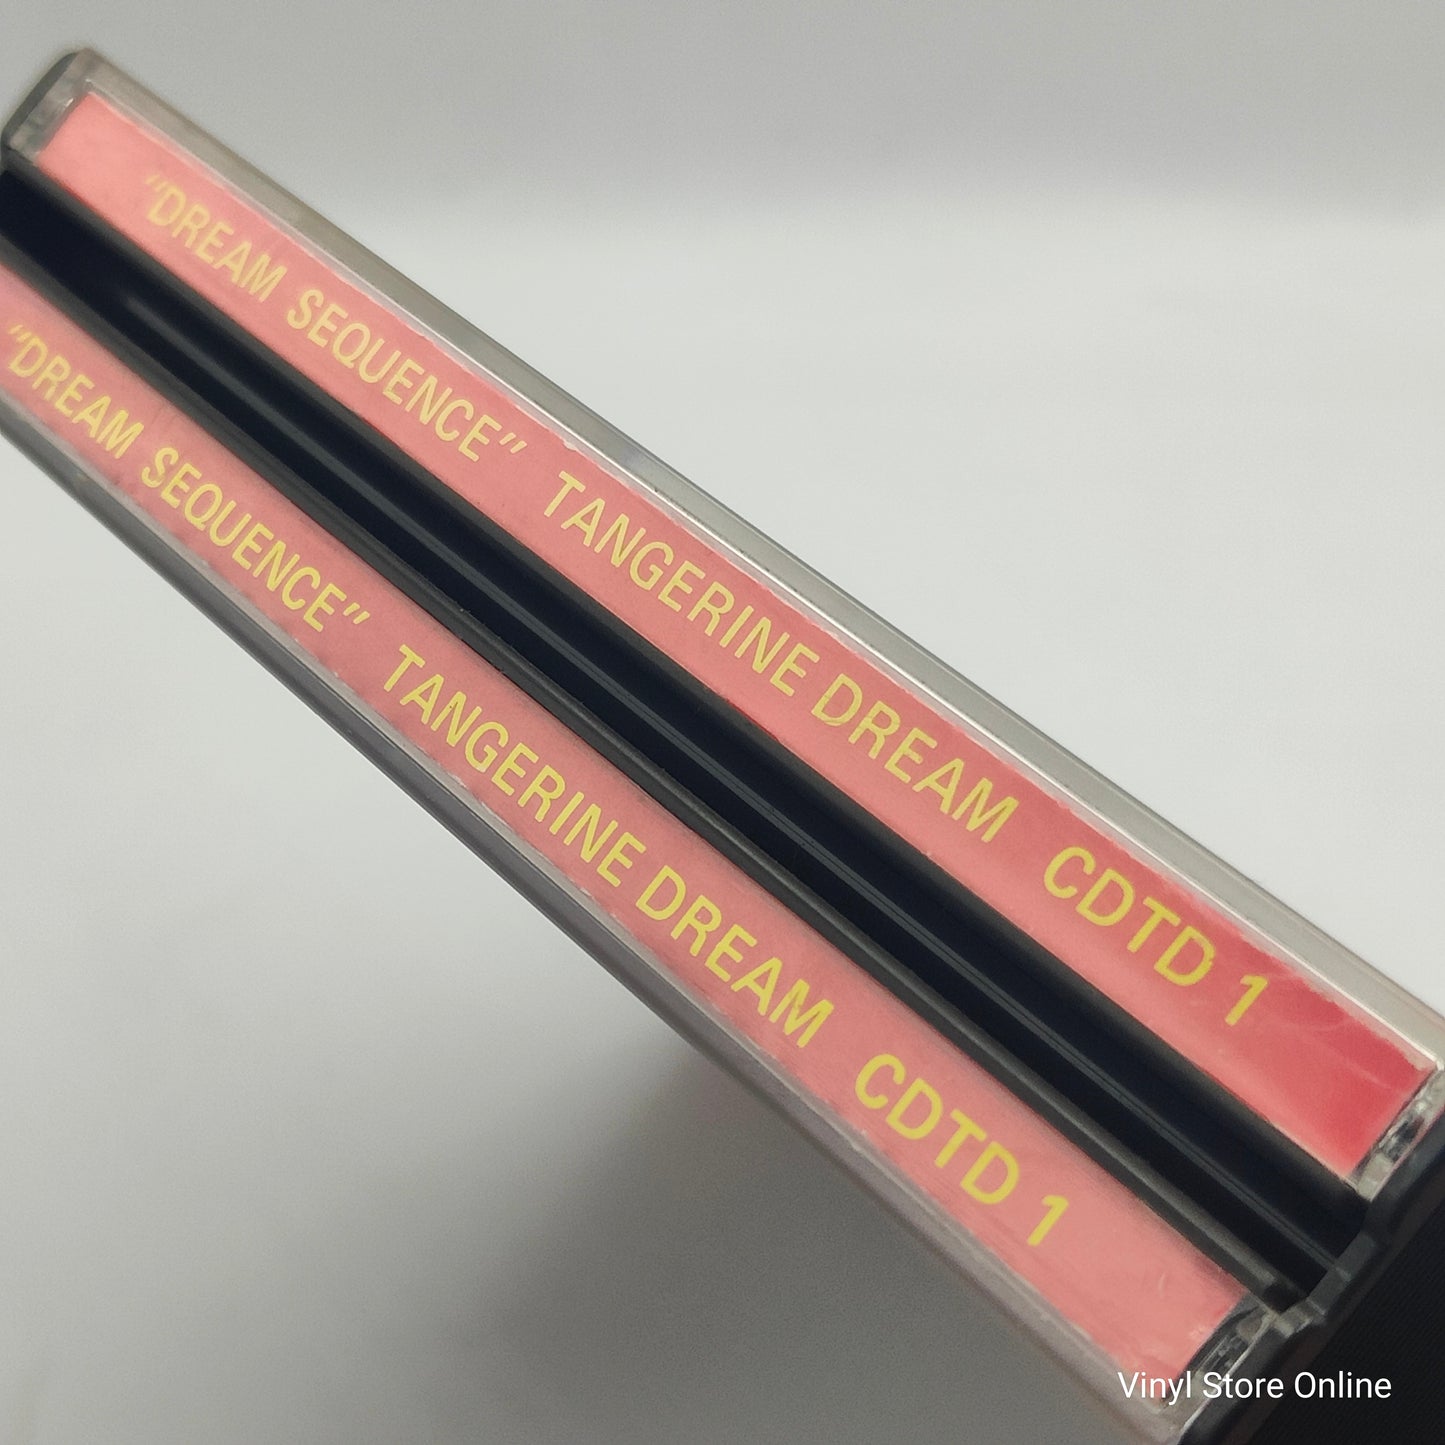 "DREAM SEQUENCE" TANGERINE DREAM CDTD 1
"DREAM SEQUENCE" TANGERINE DREAM CDTD 1
Vinyl Store Online